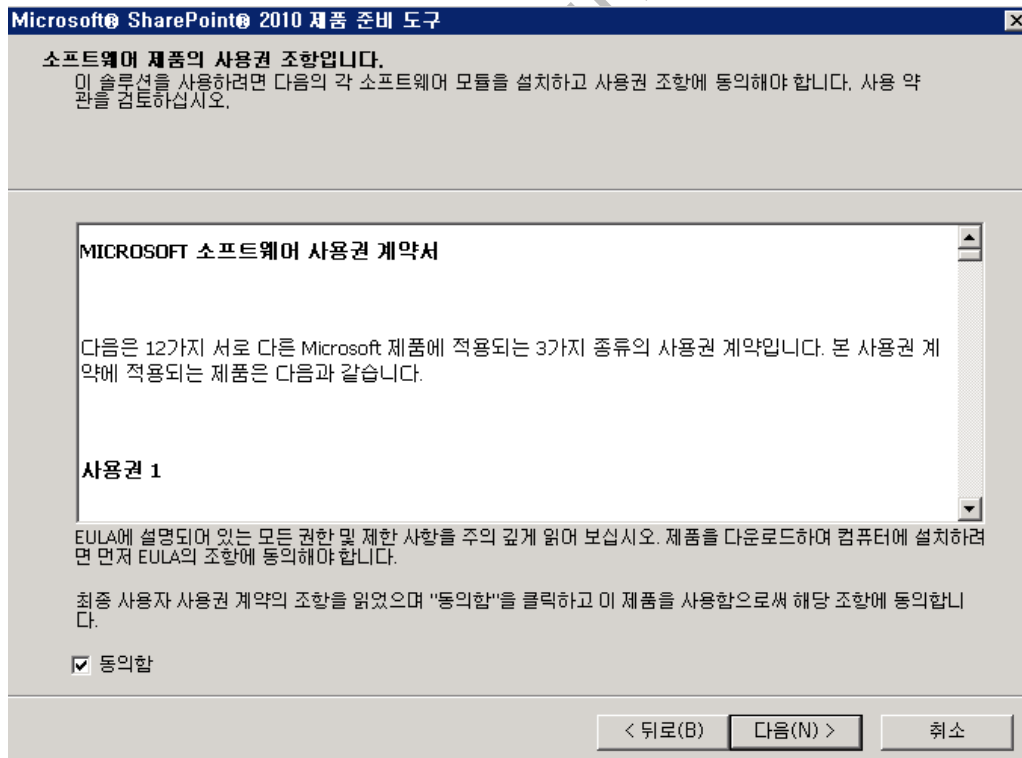 Microsoft® SharePoint® 2010 제품 준비 도구
소프트웨어 제품의 사용권 조항입니다.
이 솔루션을 사용하려면 다음의 각 소프트웨어 모듈을 설치하고 사용권 조항에 동의해야 합니다. 사용 약
관을 검토하십시오.
MICROSOFT 소프트웨어 사용권 계약서
다음은 12가지 서로 다른 Microsoft 제품에 적용되는 3가지 종류의 사용권 계약입니다. 본 사용권 계
약에 적용되는 제품은 다음과 같습니다.
사용권 1
EULA에 설명되어 있는 모든 권한 및 제한 사항을 주의 깊게 읽어 보십시오. 제품을 다운로드하여 컴퓨터에 설치하려
면 먼저 EULA의 조항에 동의해야 합니다.
최종 사용자 사용권 계약의 조항을 읽었으며 "동의함"을 클릭하고 이 제품을 사용함으로써 해당 조항에 동의합니
다.
동의함
< 뒤로(B) 다음(N) > 취소